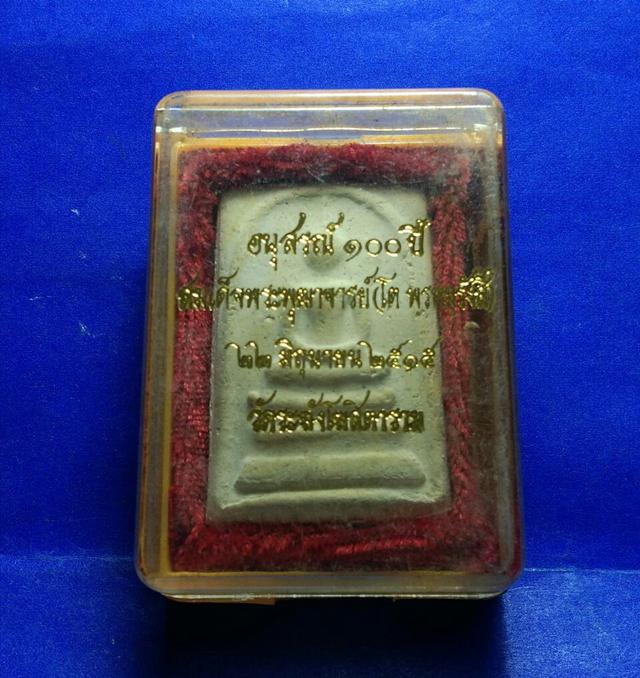 อนุสรณ์ ๑๐๐ ปี
สมเด็จพระพุฒาจารย์ (โต พรหมรังสี)
๒๒ มิถุนายน ๒๕๑๕
วัดระฆังโฆสิตาราม